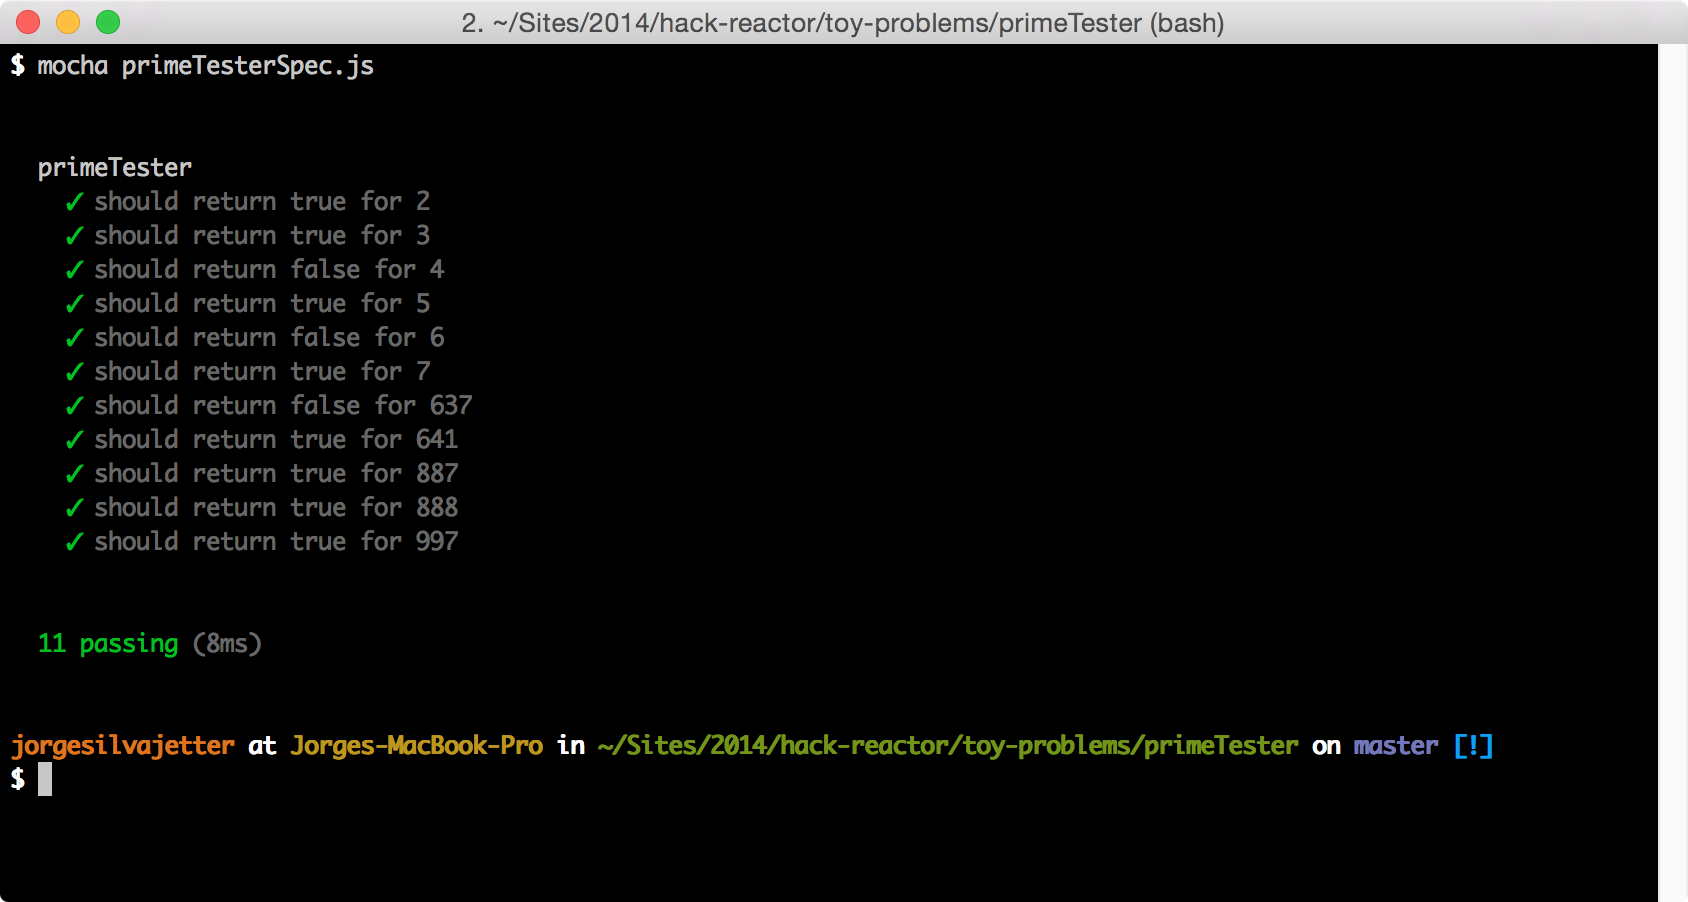 2. ~/Sites/2014/hack-reactor/toy-problems/primeTester (bash)
$ mocha primeTesterSpec.js
primeTester
✓ should return true for 2
✓ should return true for 3
✓ should return false for 4
✓ should return true for 5
✓ should return false for 6
✓ should return true for 7
✓ should return false for 637
✓ should return true for 641
✓ should return true for 887
✓ should return true for 888
✓ should return true for 997
11 passing (8ms)
jorgesilvajetter at Jorges-MacBook-Pro in ~/Sites/2014/hack-reactor/toy-problems/primeTester on master [!]
$